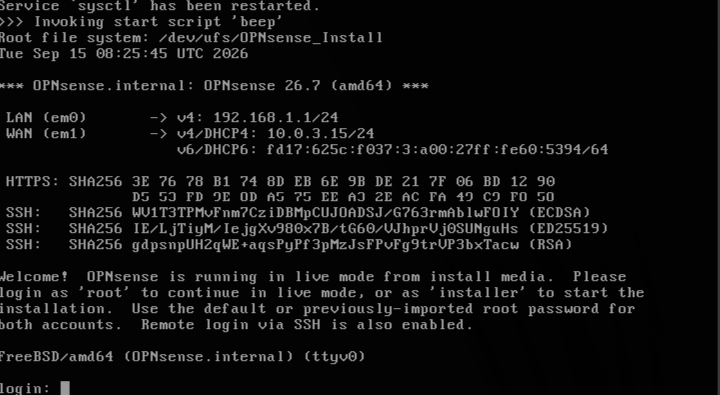 Service `sysctl' has been restarted.
>>> Invoking start script 'beep'
Root file system: /dev/ufs/OPNsense_Install
Tue Sep 15 08:25:45 UTC 2026
*** OPNsense.internal: OPNsense 26.7 (amd64) ***
LAN (em0) -> v4: 192.168.1.1/24
WAN (em1) -> v4/DHCP4: 10.0.3.15/24
v6/DHCP6: fd17:625c:f037:3:a00:27ff:fe60:5394/64
HTTPS: SHA256 3E 76 78 B1 74 8D EB 6E 9B DE 21 7F 06 BD 12 90
D5 53 FD 9E 0D A5 75 EE A3 2E AC FA 49 C9 F0 50
SSH: SHA256 WV1T3TPMvFnm7CziDBMpCUJOADSJ/G763rmAblwFOIY (ECDSA)
SSH: SHA256 IE/LjTiyM/IejgXv980x7B/tG60/VJhprVj0SUNguHs (ED25519)
SSH: SHA256 gdpsnpUH2qWE+aqsPyPf3pMzJsFPvFg9trVP3bxTacw (RSA)
Welcome!  OPNsense is running in live mode from install media.  Please
login as 'root' to continue in live mode, or as 'installer' to start the
installation.  Use the default or previously-imported root password for
both accounts.  Remote login via SSH is also enabled.
FreeBSD/amd64 (OPNsense.internal) (ttyv0)
login: